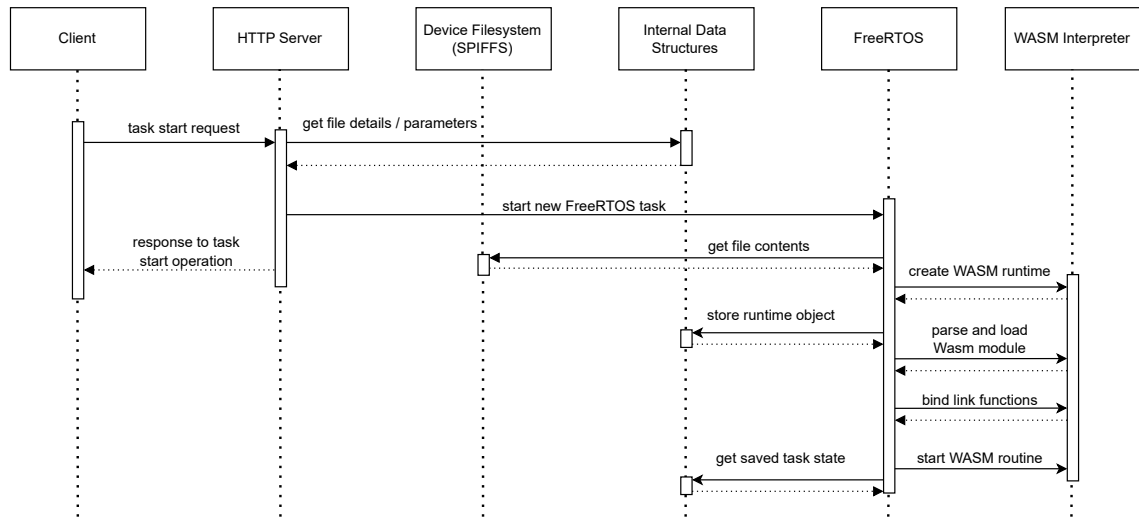 Client
HTTP Server
Device Filesystem
(SPIFFS)
Internal Data
Structures
FreeRTOS
WASM Interpreter
task start request
get file details / parameters
start new FreeRTOS task
response to task
start operation
get file contents
create WASM runtime
store runtime object
parse and load
Wasm module
bind link functions
get saved task state
start WASM routine